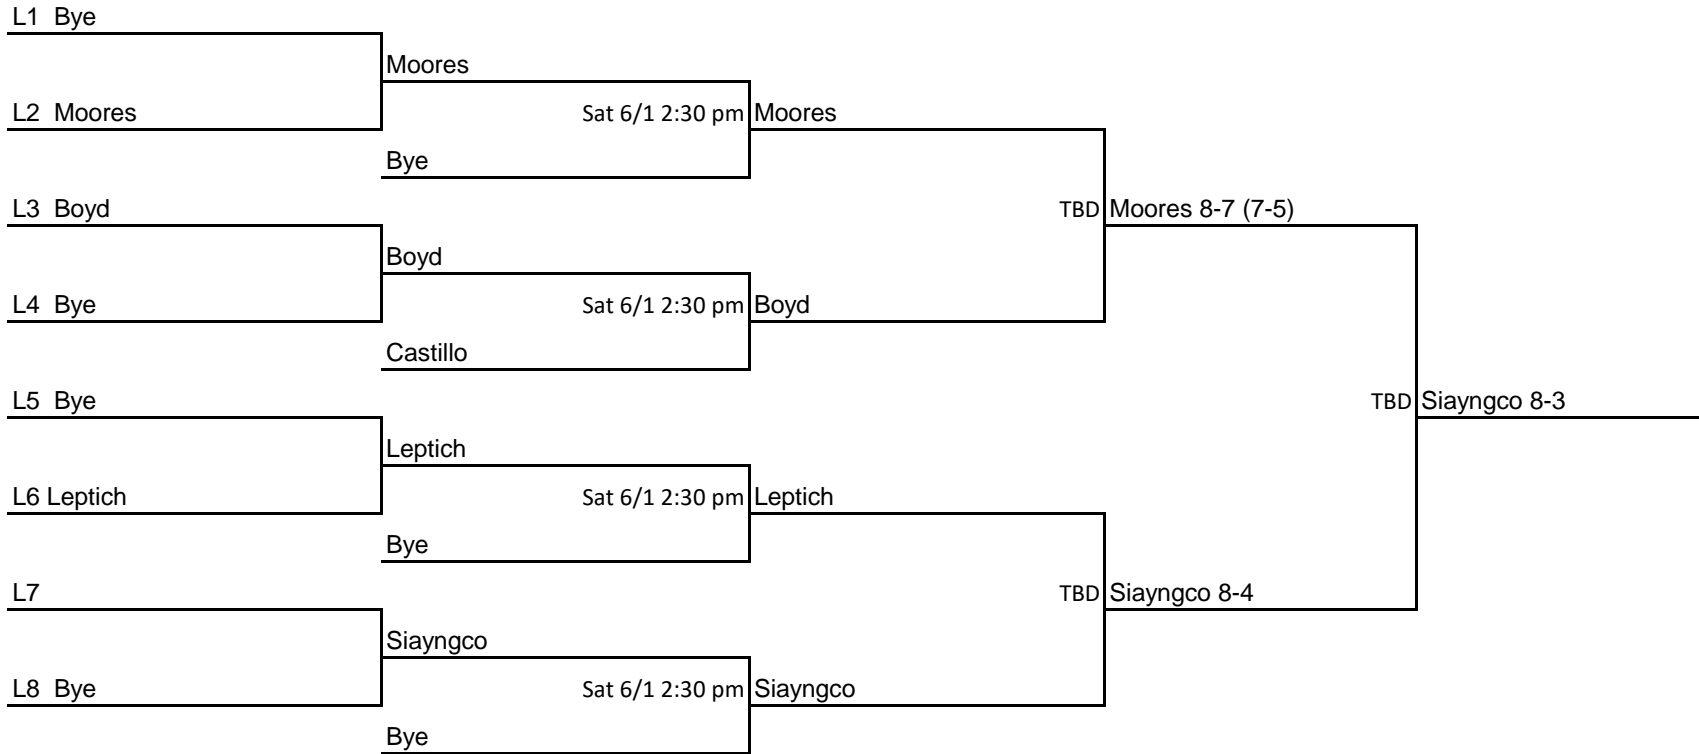 L1  Bye
Moores
L2  Moores
Sat 6/1 2:30 pm Moores
Bye
L3  Boyd
TBD Moores 8-7 (7-5)
Boyd
L4  Bye
Sat 6/1 2:30 pm Boyd
Castillo
L5  Bye
TBD Siayngco 8-3
Leptich
L6 Leptich
Sat 6/1 2:30 pm Leptich
Bye
L7
TBD Siayngco 8-4
Siayngco
L8  Bye
Sat 6/1 2:30 pm Siayngco
Bye